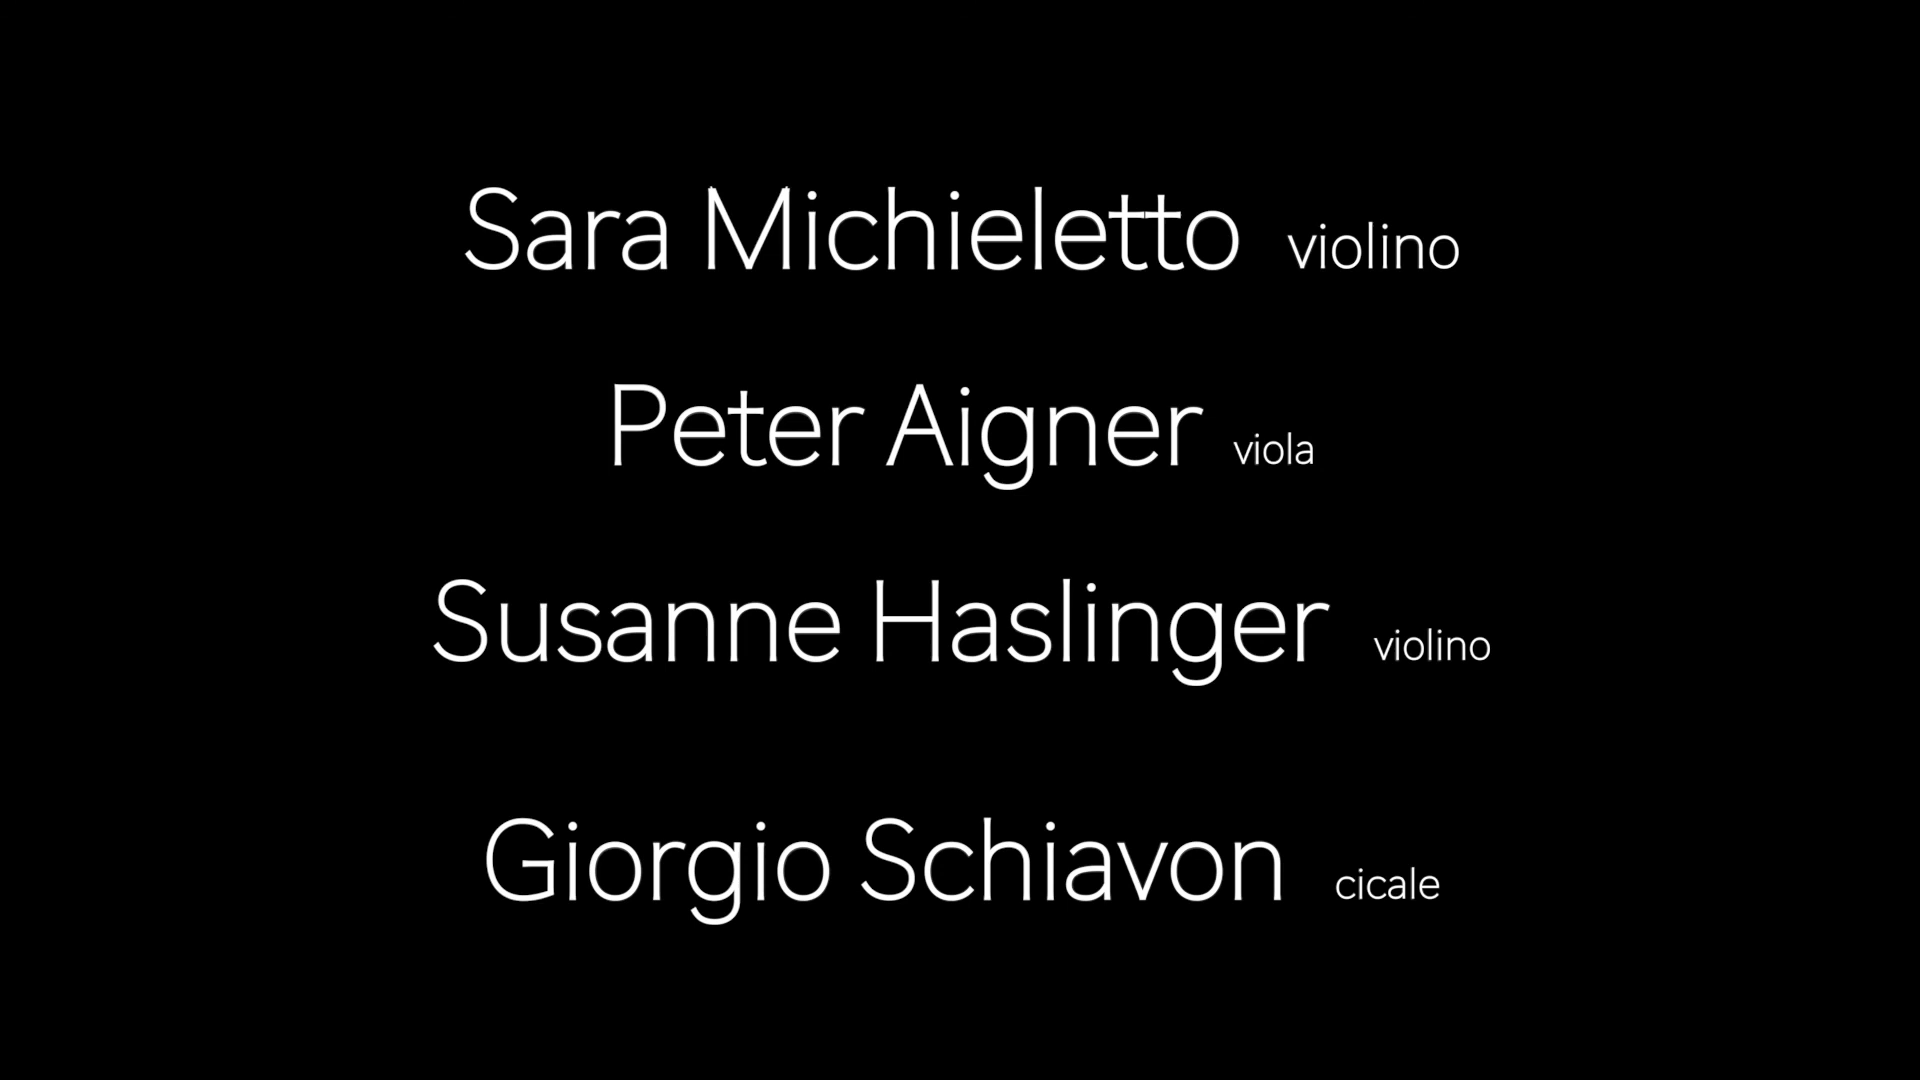 Sara Michieletto violino
Peter Aigner viola
Susanne Haslinger violino
Giorgio Schiavon cicale